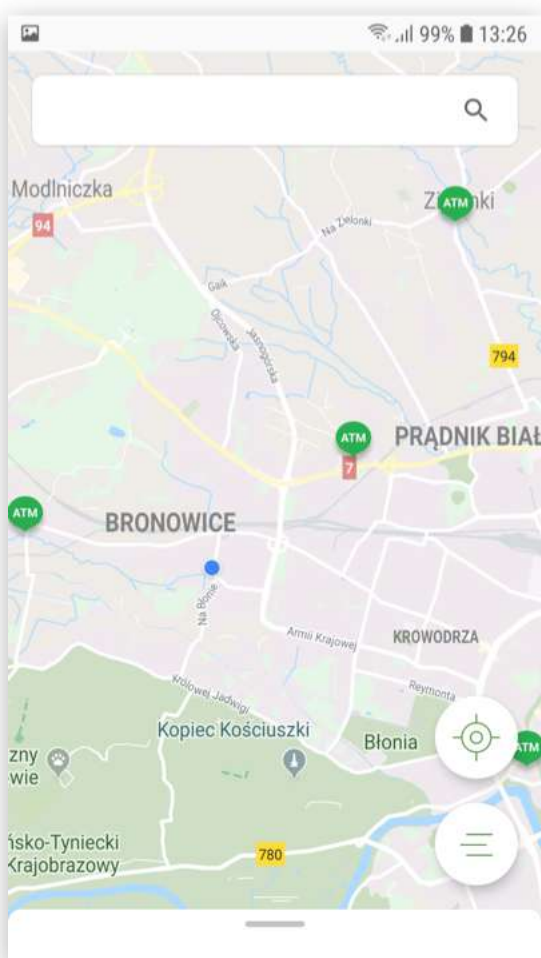 99% 13:26
Modlniczka
94
ATM
Na Zielonki
Gaik
Ojcowska
Jasnogórska
794
ATM
PRĄDNIK BIAŁ
7
ATM
BRONOWICE
Na Błonie
Armii Krajowej
KROWODRZA
Królowej Jadwigi
Reymonta
Kopiec Kościuszki
Błonia
ATM
zny
wie
ńsko-Tyniecki
Krajobrazowy
780